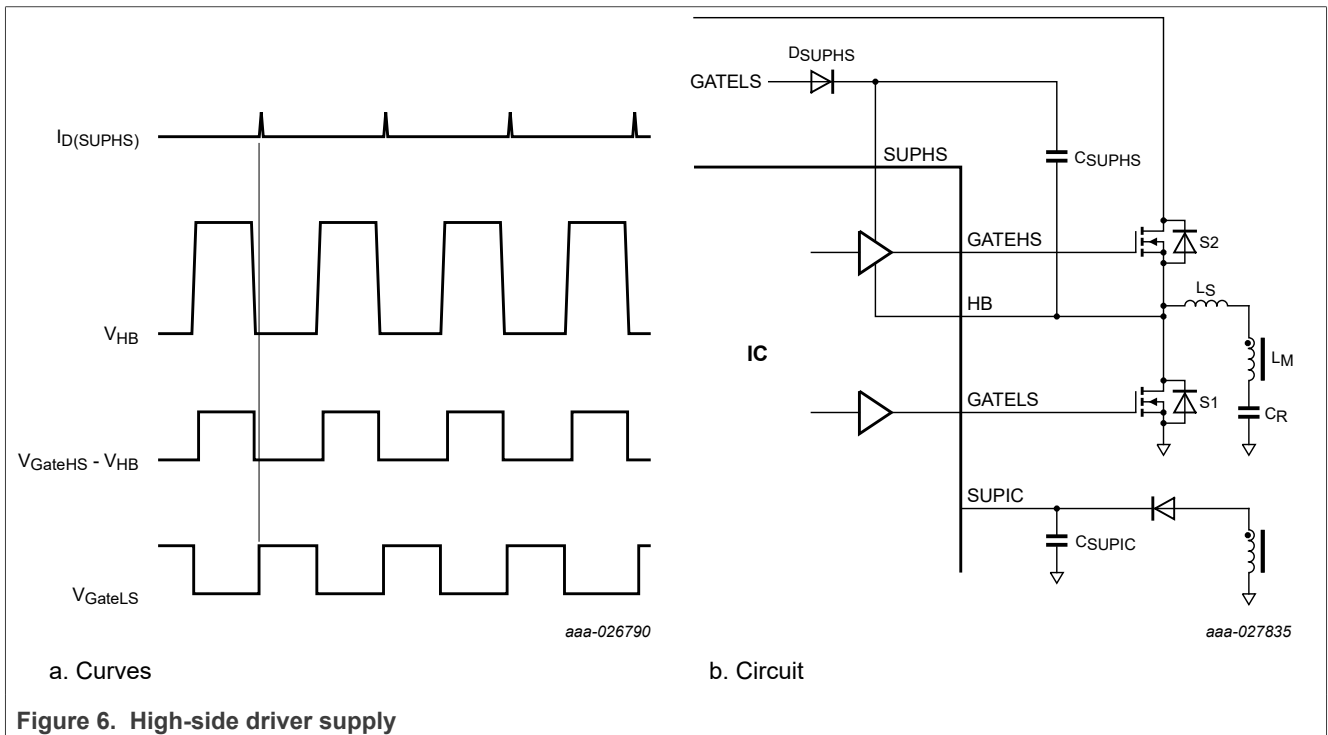 ID(SUPHS)
VHB
VGateHS - VHB
VGateLS
aaa-026790
a. Curves
DSUPHS
GATELS
SUPHS
CSUPHS
GATEHS
S2
LS
HB
IC
LM
GATELS
S1
CR
SUPIC
CSUPIC
aaa-027835
b. Circuit
Figure 6. High-side driver supply